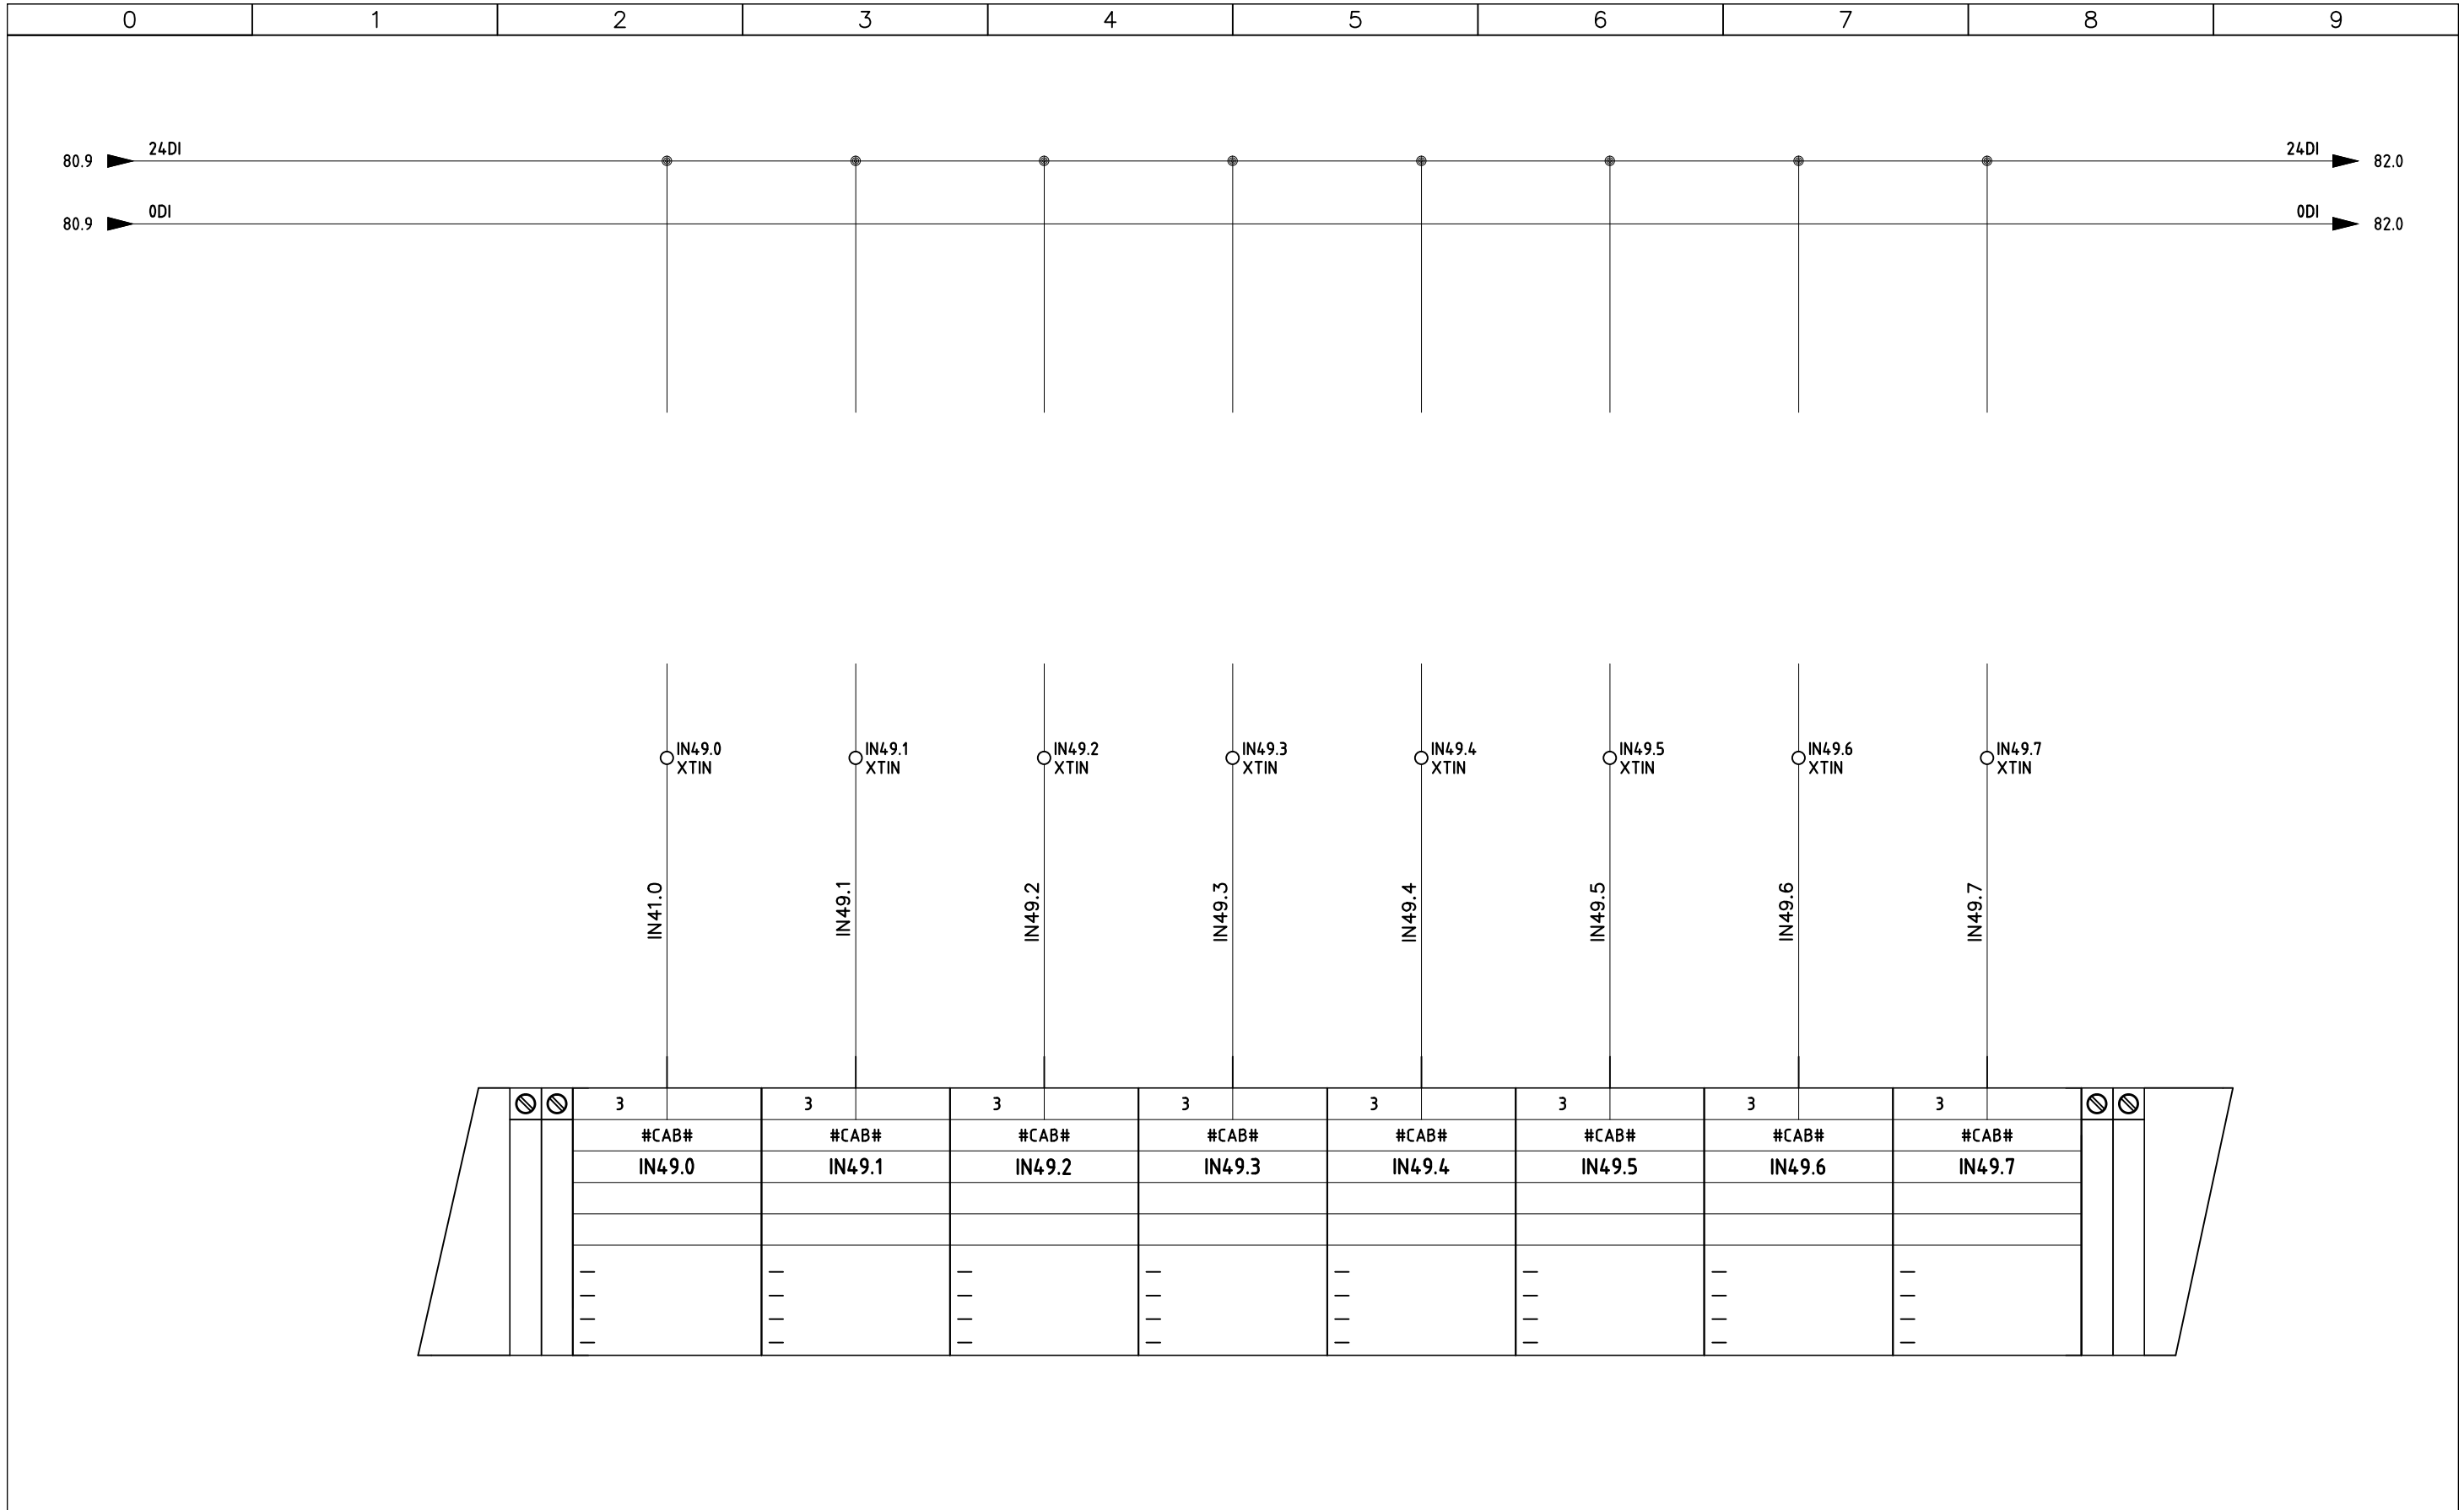 0 1 2 3 4 5 6 7 8 9
80.9 24DI 24DI 82.0
80.9 0DI 0DI 82.0
IN49.0 IN49.1 IN49.2 IN49.3 IN49.4 IN49.5 IN49.6 IN49.7
XTIN XTIN XTIN XTIN XTIN XTIN XTIN XTIN
IN41.0 IN49.1 IN49.2 IN49.3 IN49.4 IN49.5 IN49.6 IN49.7
3 3 3 3 3 3 3 3
#CAB# #CAB# #CAB# #CAB# #CAB# #CAB# #CAB# #CAB#
IN49.0 IN49.1 IN49.2 IN49.3 IN49.4 IN49.5 IN49.6 IN49.7